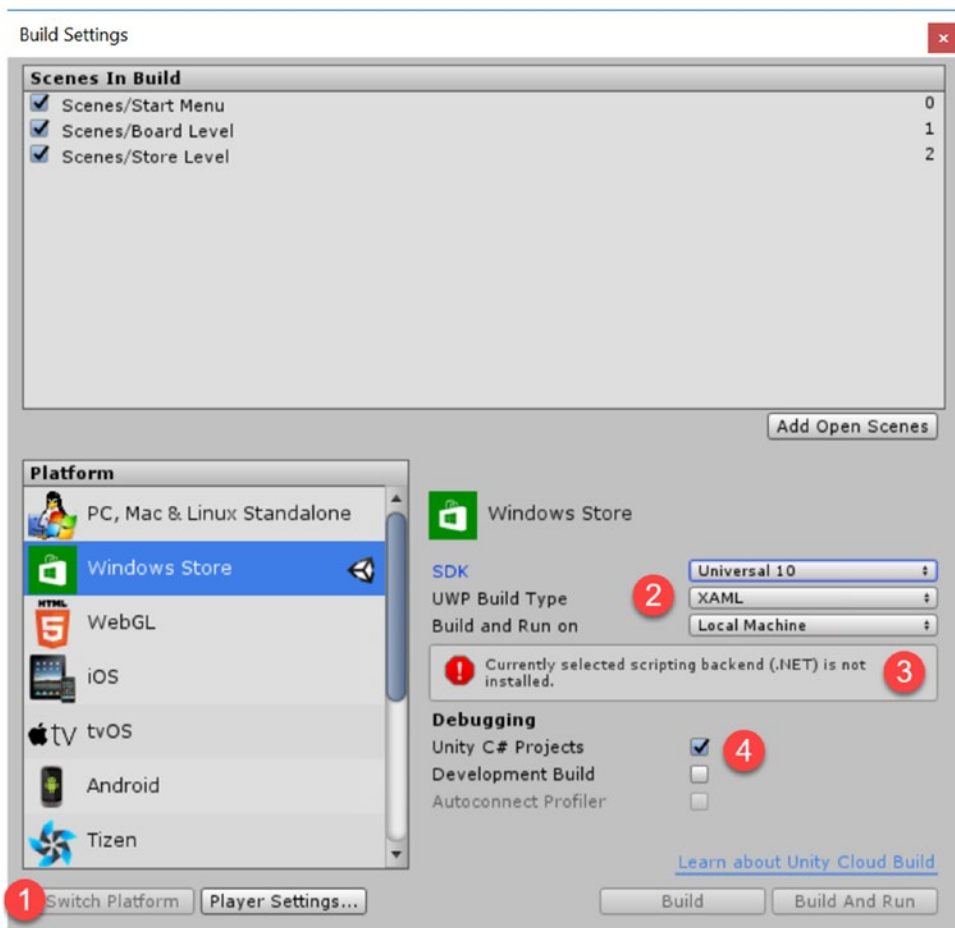 Build Settings
x
Scenes In Build
Scenes/Start Menu 0
Scenes/Board Level 1
Scenes/Store Level 2
Add Open Scenes
Platform
PC, Mac & Linux Standalone
Windows Store
HTML
5
WebGL
iOS
tv tvOS
Android
Tizen
Windows Store
SDK Universal 10
UWP Build Type 2 XAML
Build and Run on Local Machine
! Currently selected scripting backend (.NET) is not
installed. 3
Debugging
Unity C# Projects 4
Development Build
Autoconnect Profiler
Learn about Unity Cloud Build
1 Switch Platform Player Settings... Build Build And Run